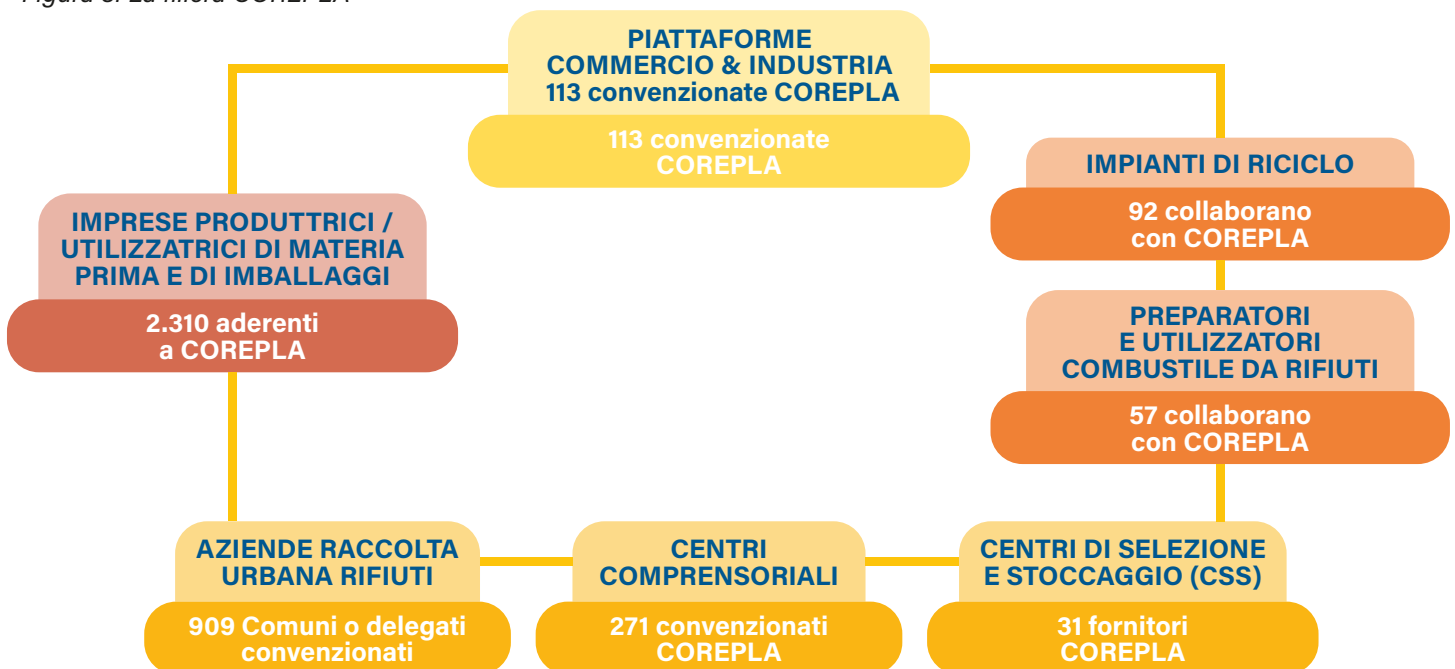 PIATTAFORME
COMMERCIO & INDUSTRIA
113 convenzionate COREPLA
113 convenzionate
COREPLA
IMPIANTI DI RICICLO
92 collaborano
con COREPLA
IMPRESE PRODUTTRICI /
UTILIZZATRICI DI MATERIA
PRIMA E DI IMBALLAGGI
2.310 aderenti
a COREPLA
PREPARATORI
E UTILIZZATORI
COMBUSTILE DA RIFIUTI
57 collaborano
con COREPLA
AZIENDE RACCOLTA
URBANA RIFIUTI
909 Comuni o delegati
convenzionati
CENTRI
COMPRENSORIALI
271 convenzionati
COREPLA
CENTRI DI SELEZIONE
E STOCCAGGIO (CSS)
31 fornitori
COREPLA